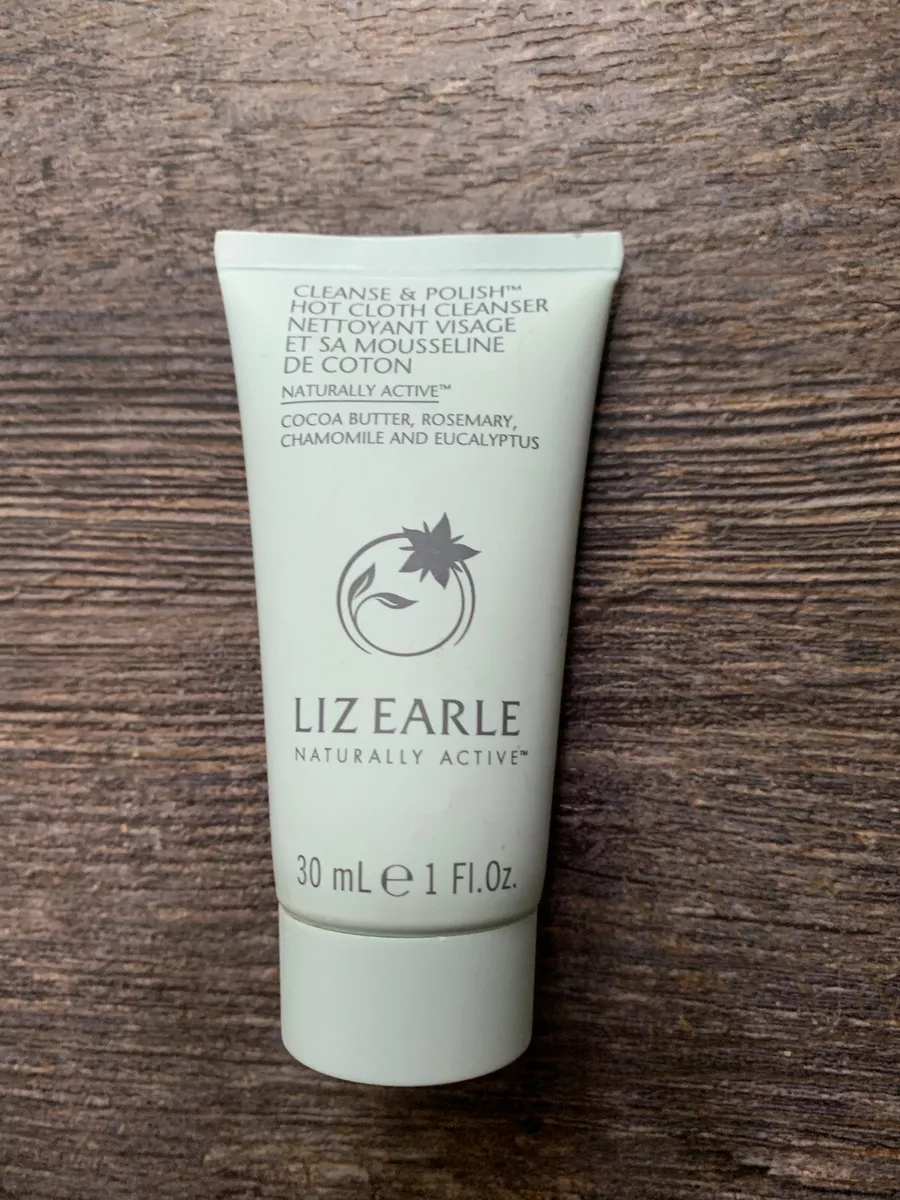 CLEANSE & POLISH™
HOT CLOTH CLEANSER
NETTOYANT VISAGE
ET SA MOUSSELINE
DE COTON
NATURALLY ACTIVE™
COCOA BUTTER, ROSEMARY,
CHAMOMILE AND EUCALYPTUS
LIZ EARLE
NATURALLY ACTIVE™
30 mL ℮ 1 Fl.Oz.